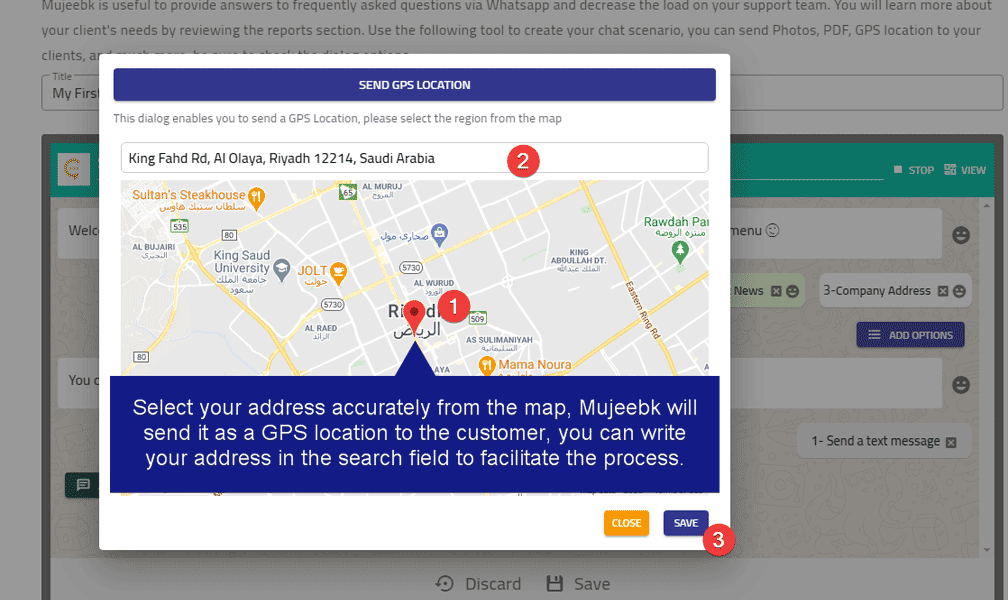 Mujeebk is useful to provide answers to frequently asked questions via Whatsapp and decrease the load on your support team. You will learn more about
your client's needs by reviewing the reports section. Use the following tool to create your chat scenario, you can send Photos, PDF, GPS location to your
clients, and much more, be sure to check the dialog options
Title
My First
SEND GPS LOCATION
This dialog enables you to send a GPS Location, please select the region from the map
King Fahd Rd, Al Olaya, Riyadh 12214, Saudi Arabia
2
STOP
VIEW
Sultan's Steakhouse
سلطان ستيك هاوس
65
AL MURUJ
المروج
535
80
AL BUJAIRI
البجيري
صحاري مول
Rawdah Par
منتزه الروضة
King Saud
University
جامعة الملك
سعود
JOLT
جولت
5730
KING
ABDULLAH DT.
حي الملك عبدالله
AL WURUD
الورود
5730
1
509
الرياض
AL RAED
الرائد
AS SULIMANIYAH
السليمانية
Eastern Ring Rd
80
Mama Noura
Welco
menu
News
3-Company Address
ADD OPTIONS
You c
1- Send a text message
Select your address accurately from the map, Mujeebk will
send it as a GPS location to the customer, you can write
your address in the search field to facilitate the process.
CLOSE
SAVE
3
Discard
Save